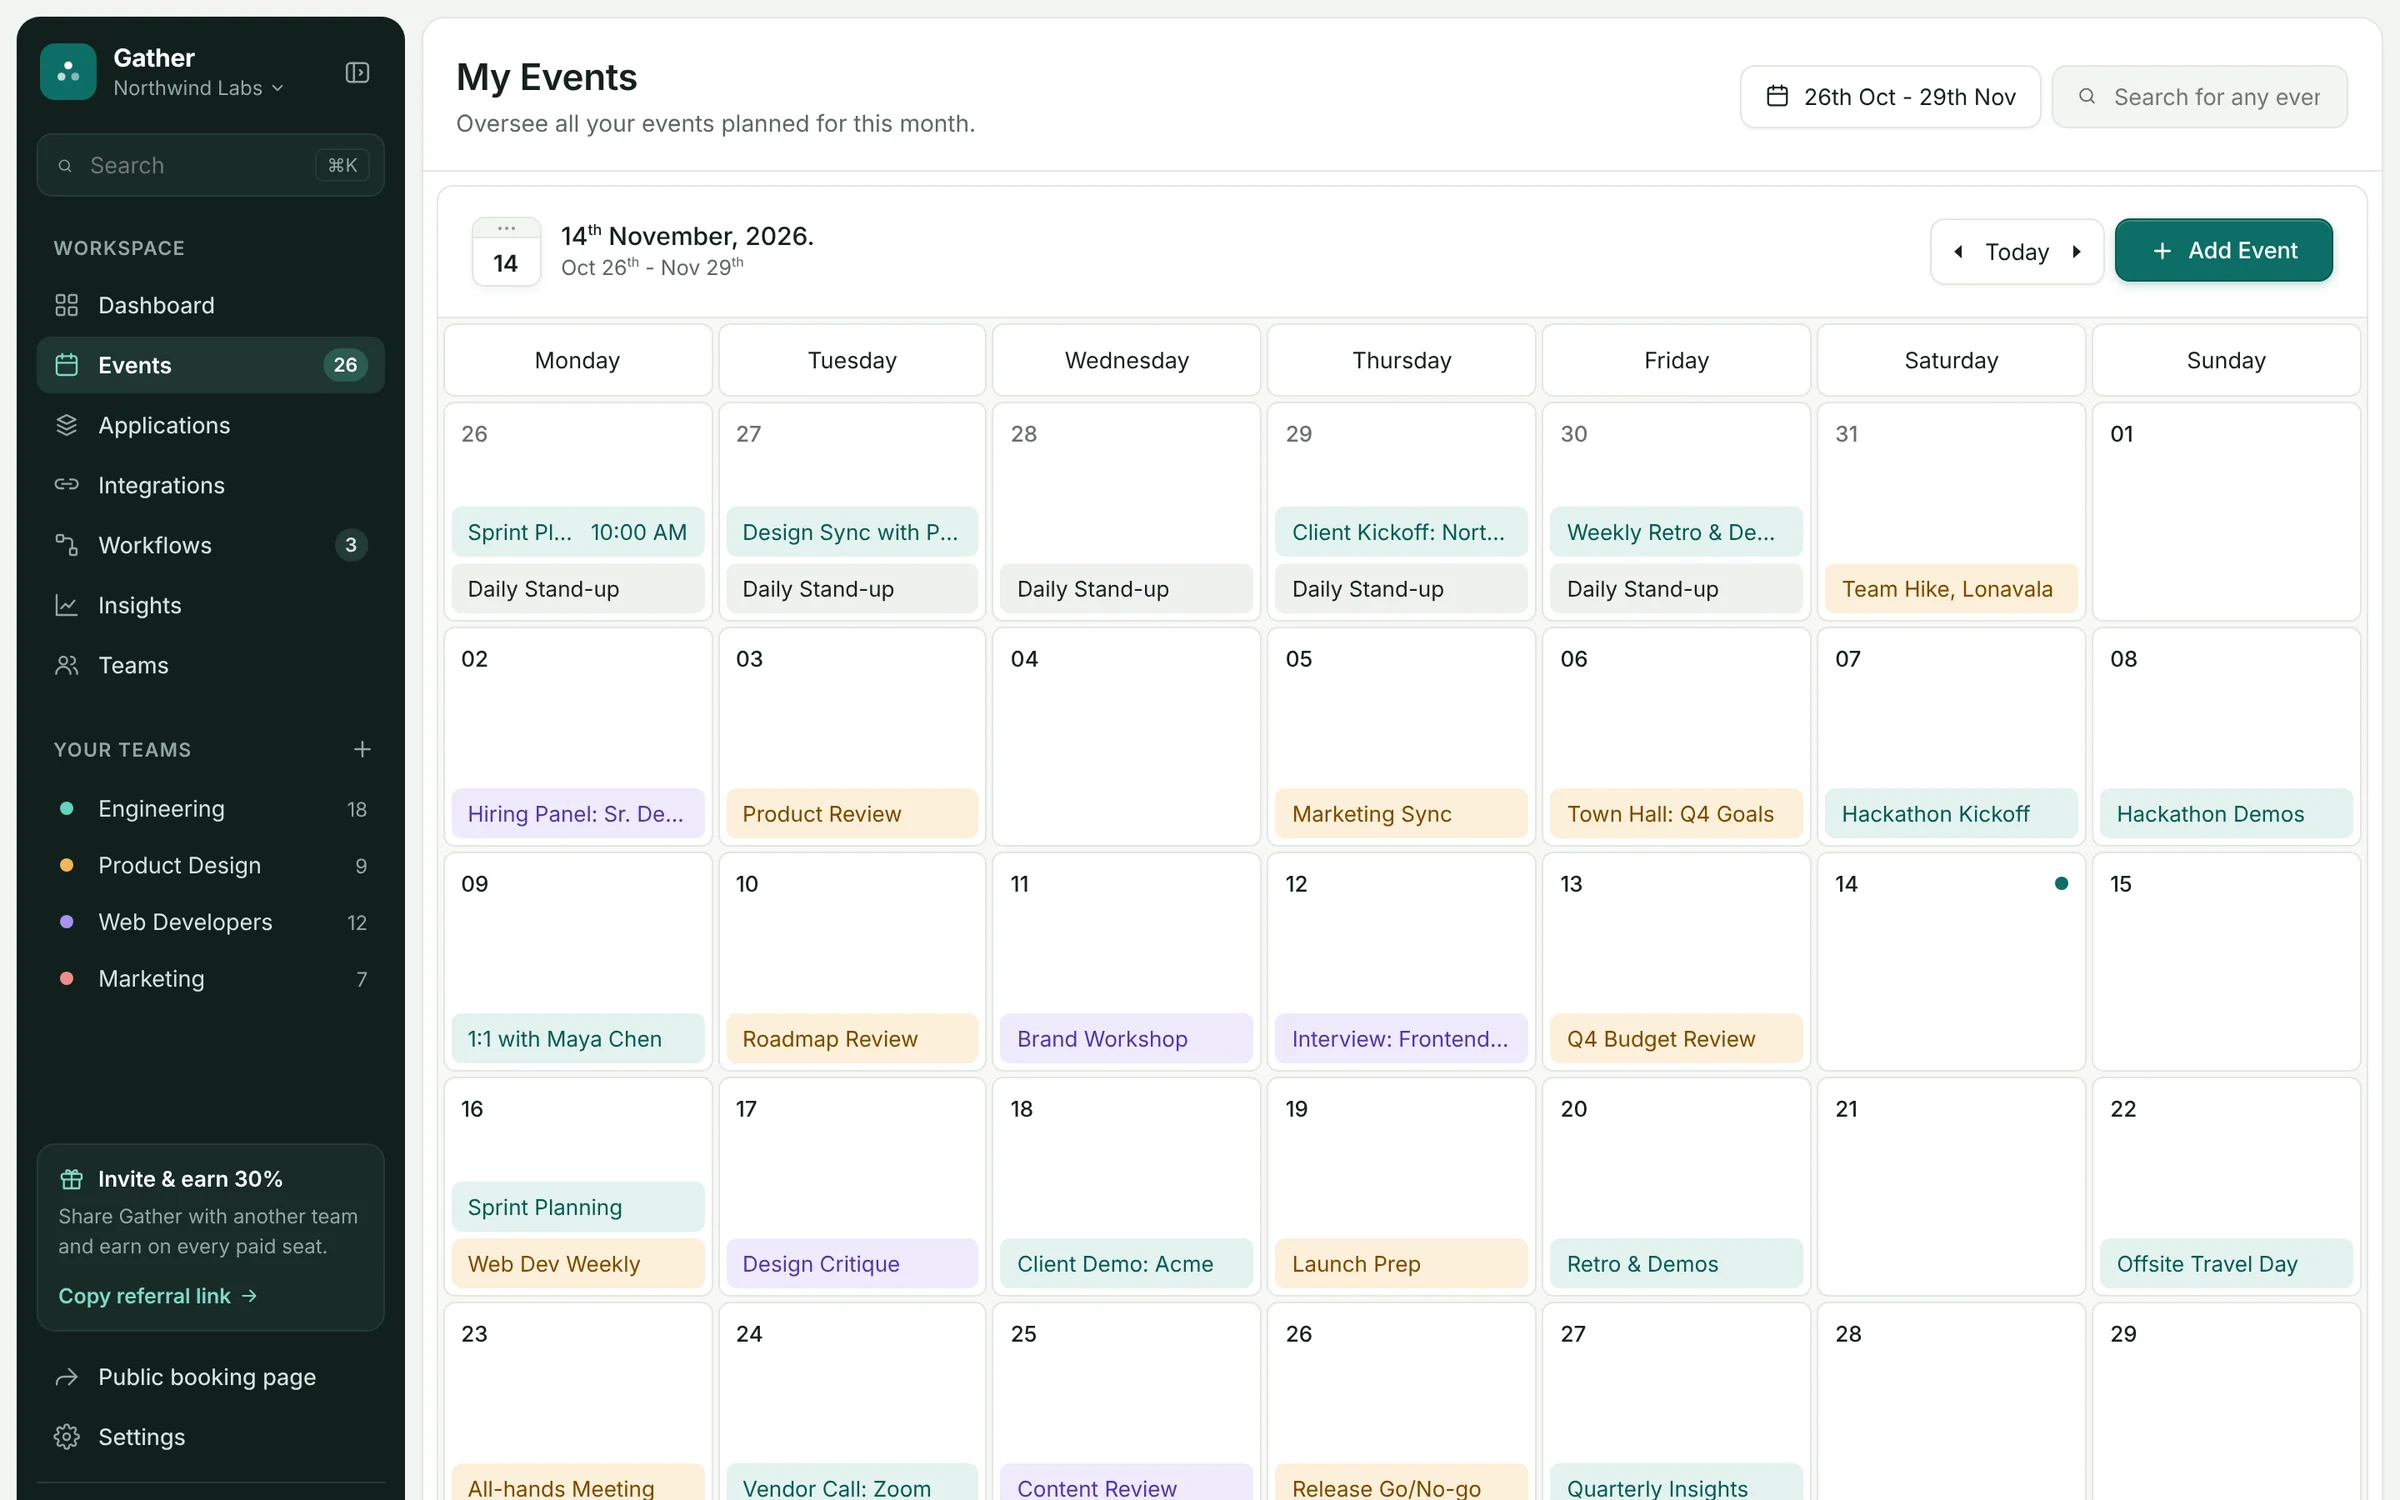 Gather
Northwind Labs
Search
⌘K
WORKSPACE
Dashboard
Events
26
Applications
Integrations
Workflows
3
Insights
Teams
YOUR TEAMS
Engineering
18
Product Design
9
Web Developers
12
Marketing
7
Invite & earn 30%
Share Gather with another team
and earn on every paid seat.
Copy referral link →
Public booking page
Settings
My Events
Oversee all your events planned for this month.
26th Oct - 29th Nov
Search for any ever
14
14th November, 2026.
Oct 26th - Nov 29th
Today
Add Event
Monday
Tuesday
Wednesday
Thursday
Friday
Saturday
Sunday
26
Sprint Pl... 10:00 AM
Daily Stand-up
27
Design Sync with P...
Daily Stand-up
28
Daily Stand-up
29
Client Kickoff: Nort...
Daily Stand-up
30
Weekly Retro & De...
Daily Stand-up
31
Team Hike, Lonavala
01
02
Hiring Panel: Sr. De...
03
Product Review
04
05
Marketing Sync
06
Town Hall: Q4 Goals
07
Hackathon Kickoff
08
Hackathon Demos
09
1:1 with Maya Chen
10
Roadmap Review
11
Brand Workshop
12
Interview: Frontend...
13
Q4 Budget Review
14
15
16
Sprint Planning
Web Dev Weekly
17
Design Critique
18
Client Demo: Acme
19
Launch Prep
20
Retro & Demos
21
22
Offsite Travel Day
23
All-hands Meeting
24
Vendor Call: Zoom
25
Content Review
26
Release Go/No-go
27
Quarterly Insights
28
29